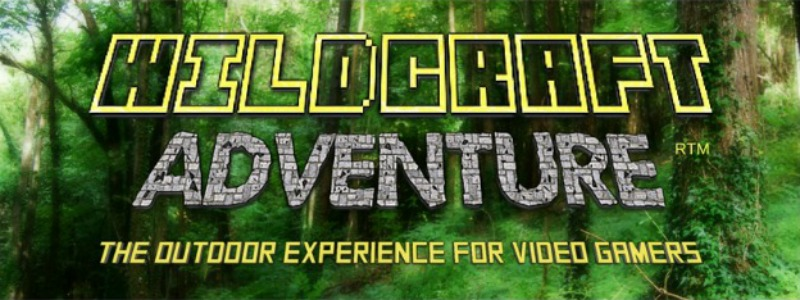 WILDCRAFT
ADVENTURE RTM
THE OUTDOOR EXPERIENCE FOR VIDEO GAMERS